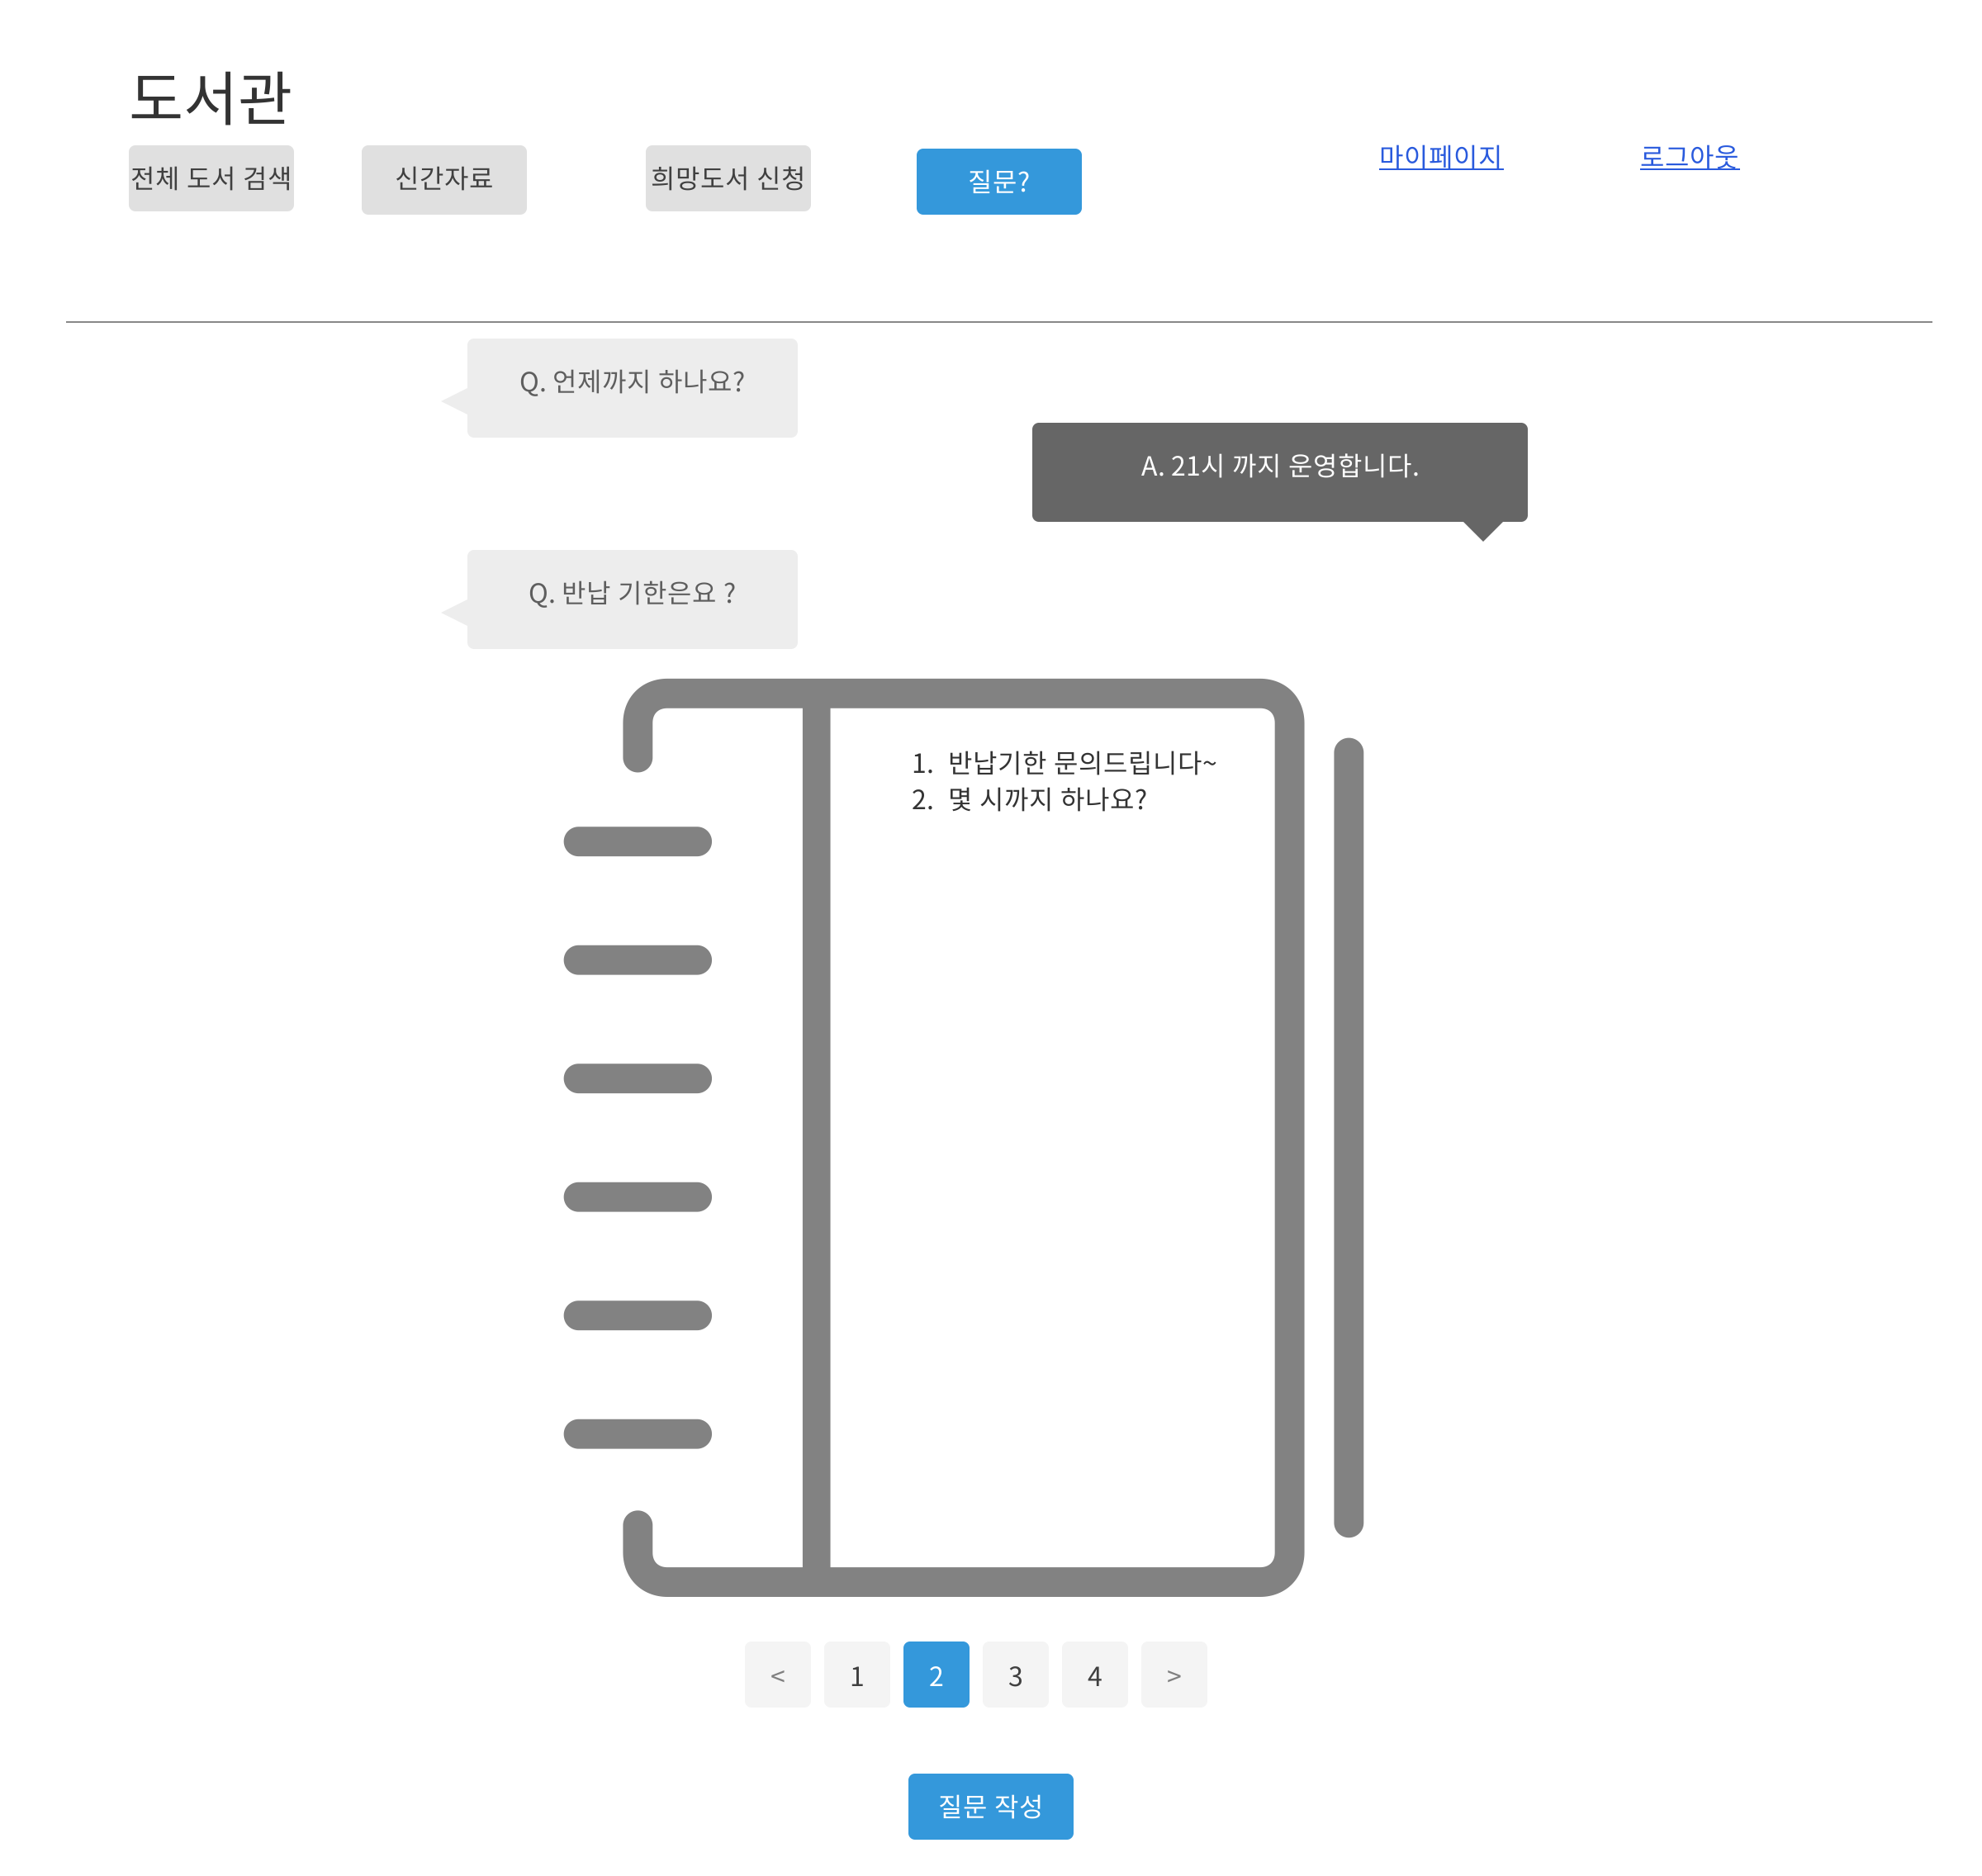 도서관
전체 도서 검색
신간자료
희망도서 신청
질문?
마이페이지
로그아웃
Q. 언제까지 하나요?
A. 21시 까지 운영합니다.
Q. 반납 기한은요 ?
1. 반납기한 문의드립니다~
2. 몇 시까지 하나요?
< 1 2 3 4 >
질문 작성